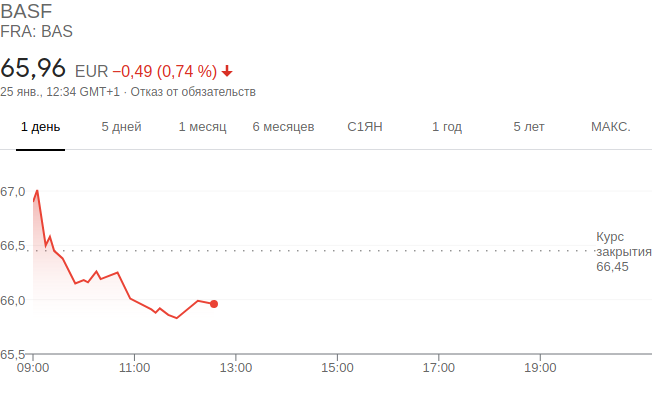 BASF
FRA: BAS
65,96 EUR −0,49 (0,74 %)
25 янв., 12:34 GMT+1 · Отказ от обязательств
1 день 5 дней 1 месяц 6 месяцев С1ЯН 1 год 5 лет МАКС.
67,0
66,5
66,0
65,5
Курс
закрытия
66,45
09:00 11:00 13:00 15:00 17:00 19:00